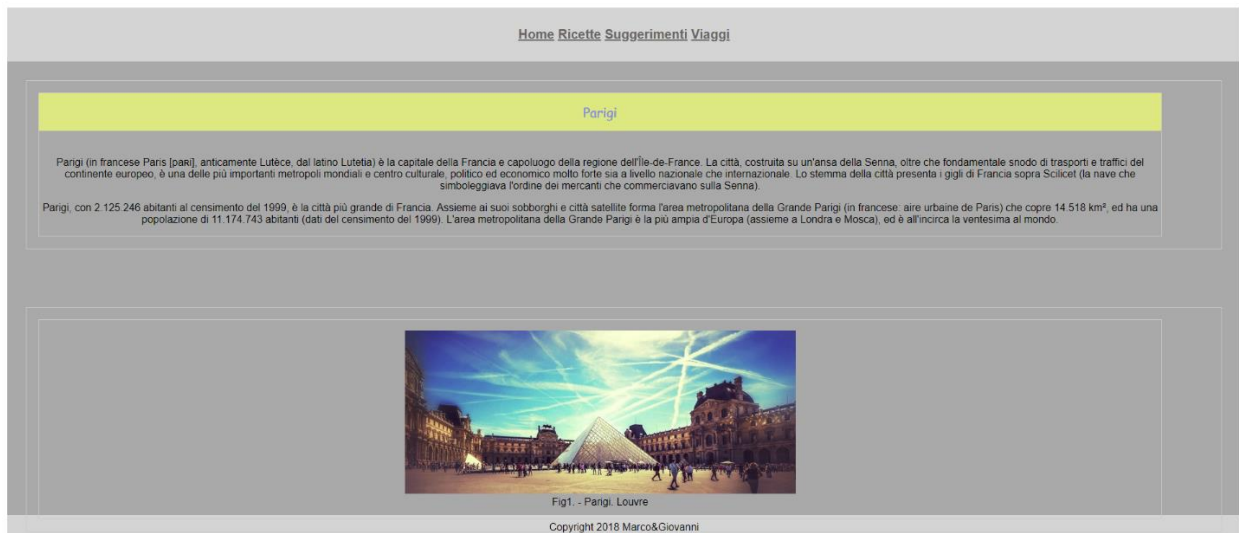 Home Ricette Suggerimenti Viaggi
Parigi
Parigi (in francese Paris [paʀi], anticamente Lutèce, dal latino Lutetia) è la capitale della Francia e capoluogo della regione dell'Île-de-France. La città, costruita su un'ansa della Senna, oltre che fondamentale snodo di trasporti e traffici del
continente europeo, è una delle più importanti metropoli mondiali e centro culturale, politico ed economico molto forte sia a livello nazionale che internazionale. Lo stemma della città presenta i gigli di Francia sopra Scilicet (la nave che
simboleggiava l'ordine dei mercanti che commerciavano sulla Senna).
Parigi, con 2.125.246 abitanti al censimento del 1999, è la città più grande di Francia. Assieme ai suoi sobborghi e città satellite forma l'area metropolitana della Grande Parigi (in francese: aire urbaine de Paris) che copre 14.518 km², ed ha una
popolazione di 11.174.743 abitanti (dati del censimento del 1999). L'area metropolitana della Grande Parigi è la più ampia d'Europa (assieme a Londra e Mosca), ed è all'incirca la ventesima al mondo.
Fig1. - Parigi. Louvre
Copyright 2018 Marco&Giovanni